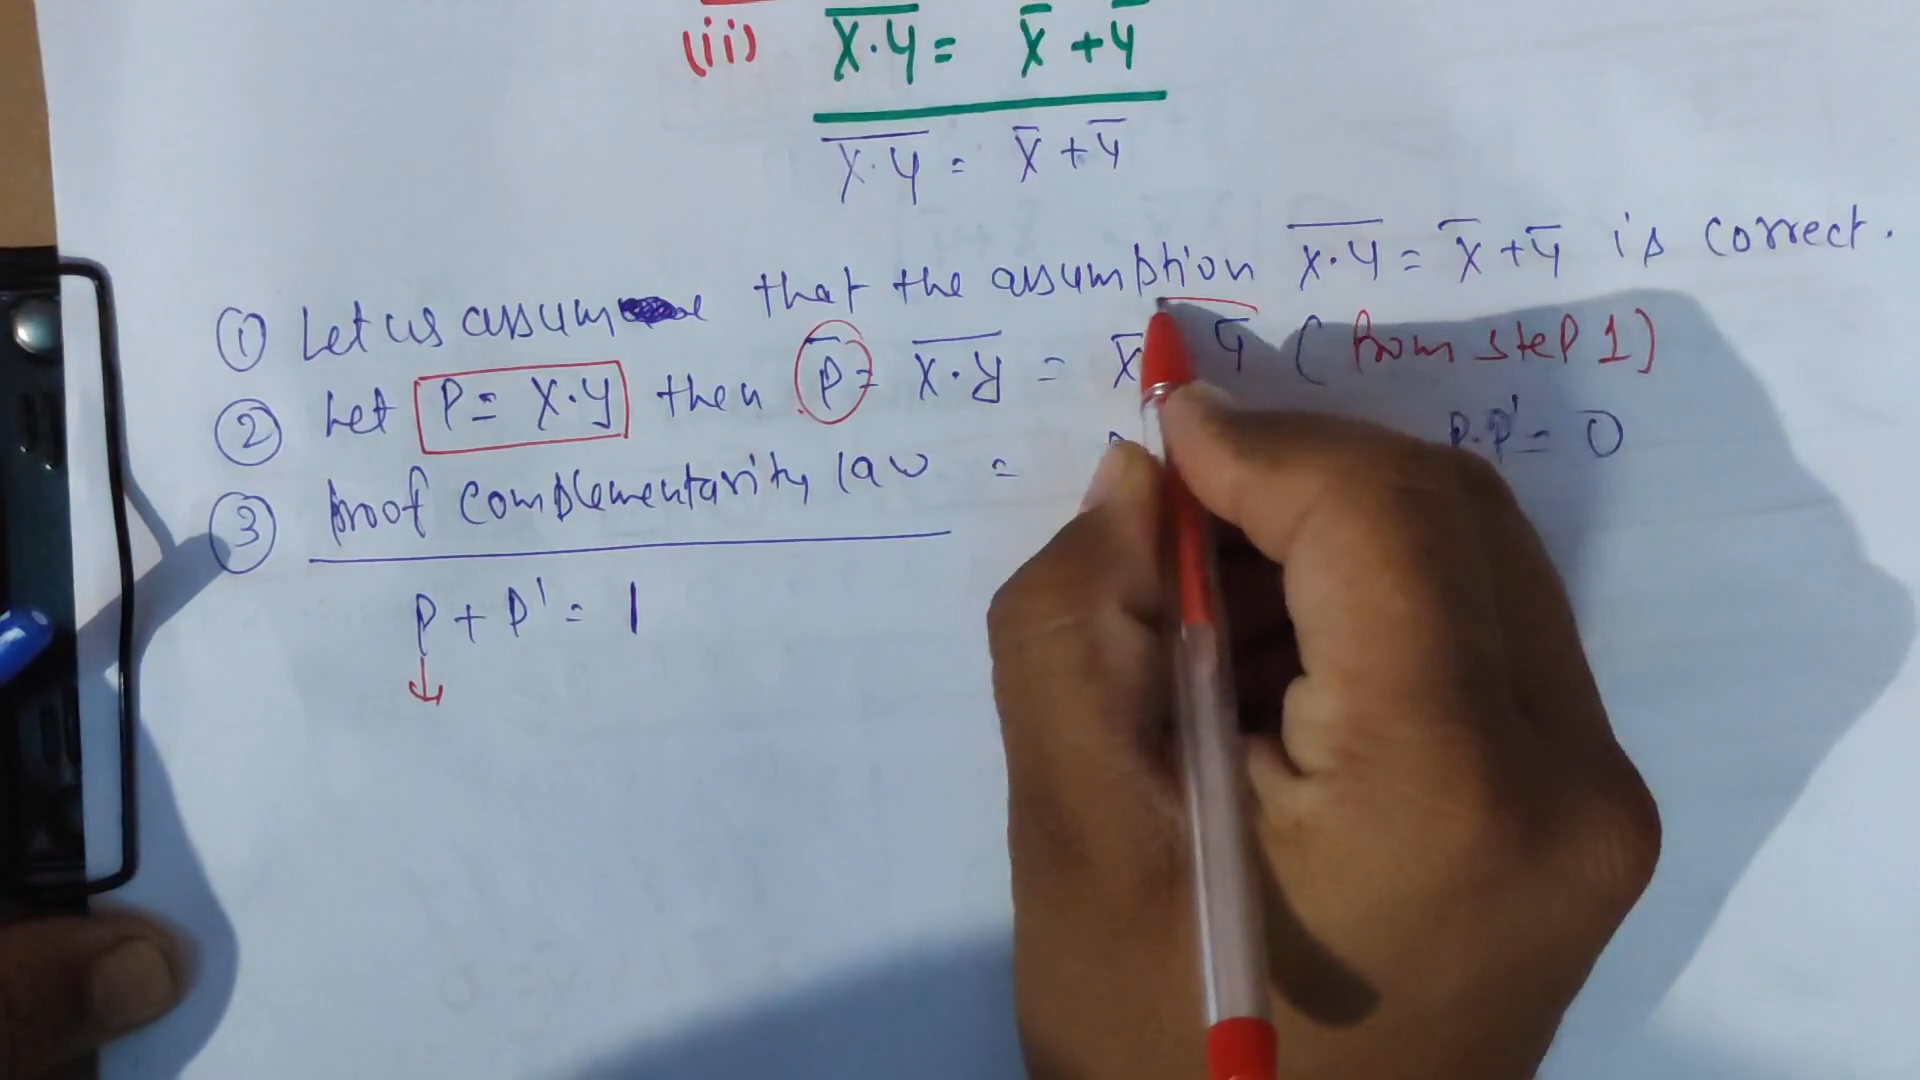 (ii) X̅·̅Y̅ = X̅ + Y̅
X̅·̅Y̅ = X̅ + Y̅
① Let us assume that the assumption X̅·̅Y̅ = X̅ + Y̅ is correct.
② Let P = X·Y then P̅ = X̅·̅Y̅ = X̅ Y̅ (from step 1)
③ Proof complementarity law = P·P' = 0
P + P' = 1